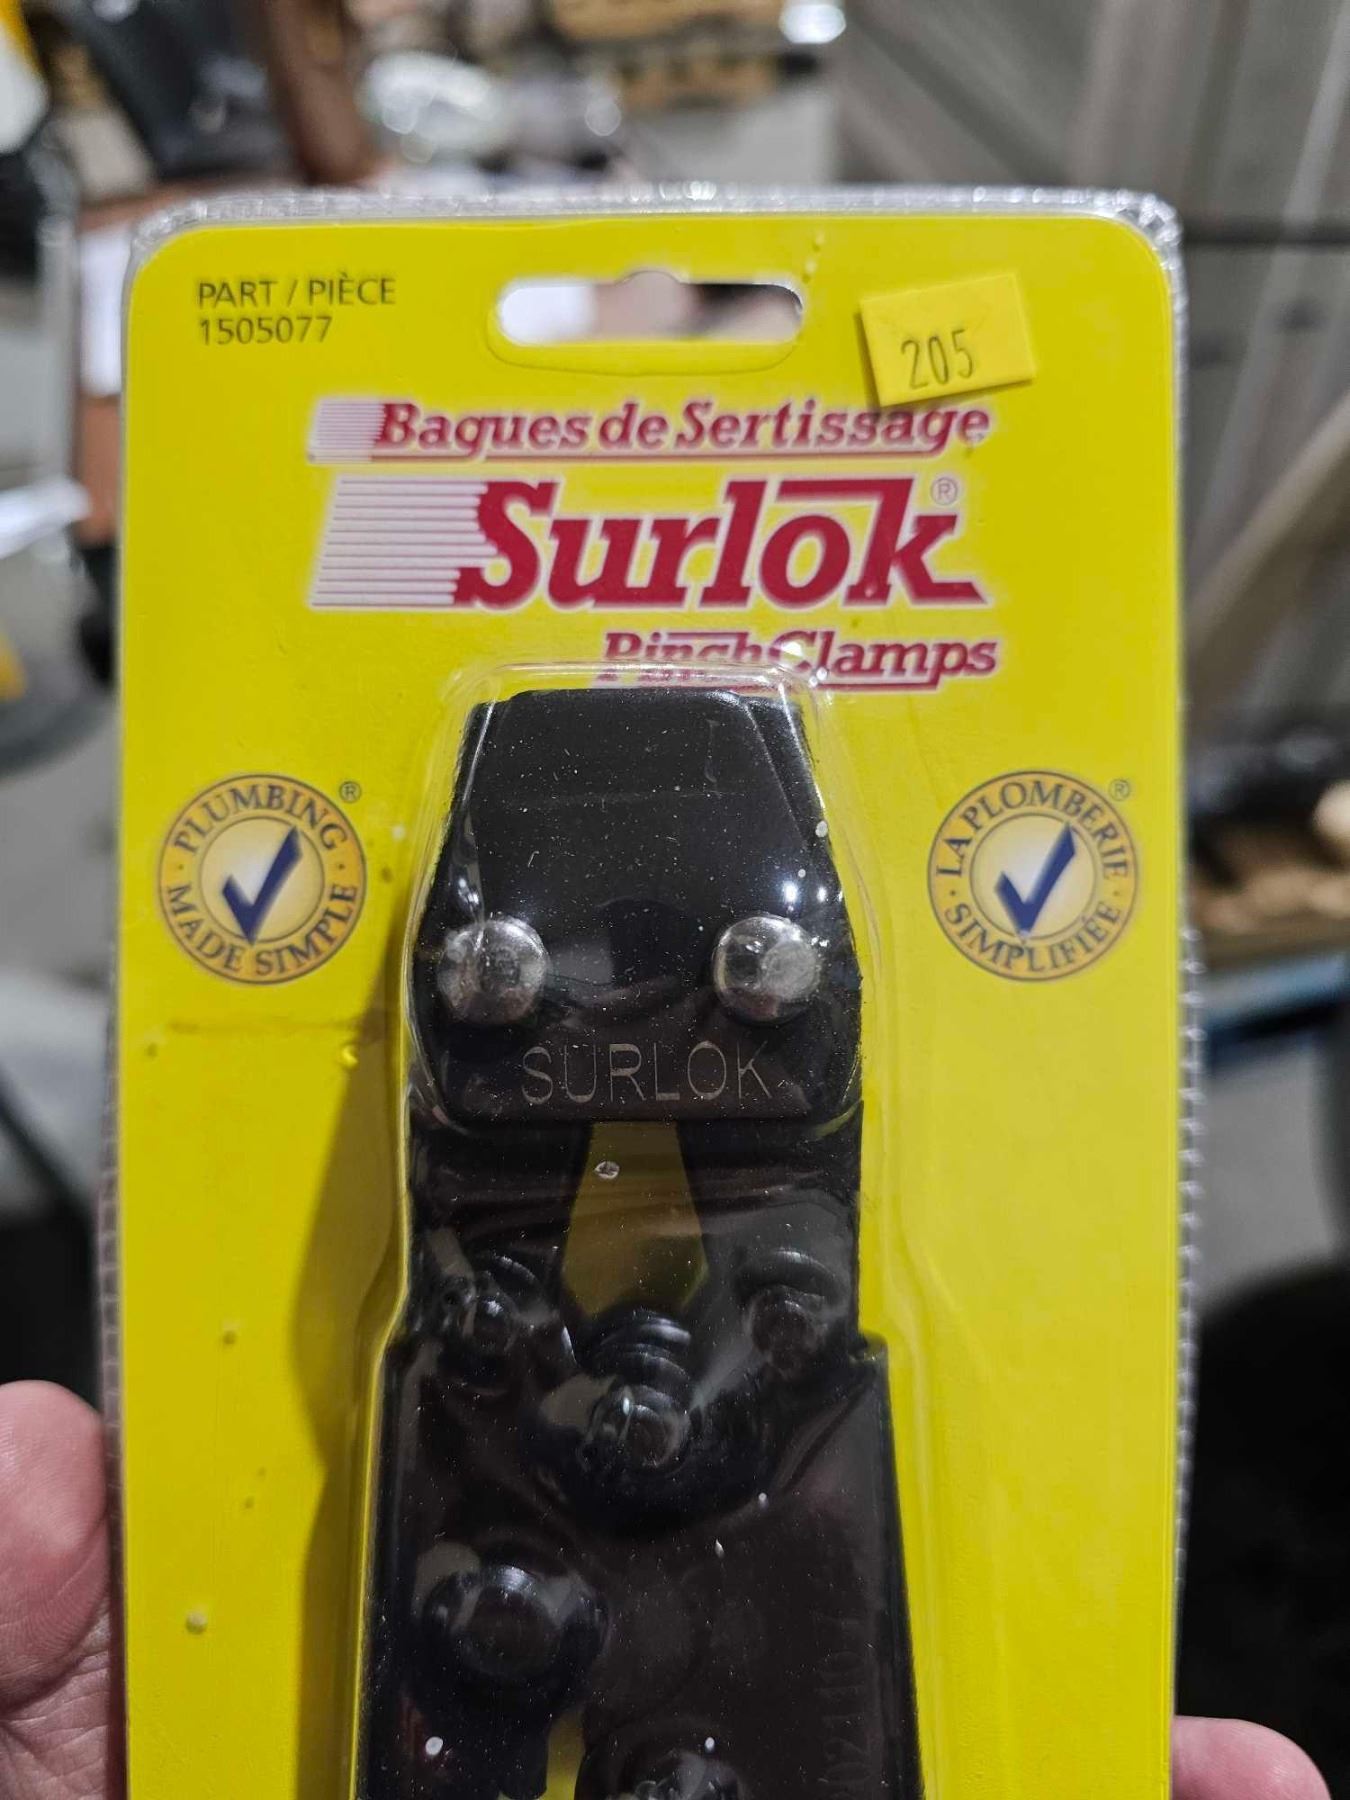 PART / PIÈCE
1505077
205
Bagues de Sertissage
Surlok®
Pinch Clamps
PLUMBING MADE SIMPLE ®
LA PLOMBERIE SIMPLIFIÉE ®
SURLOK